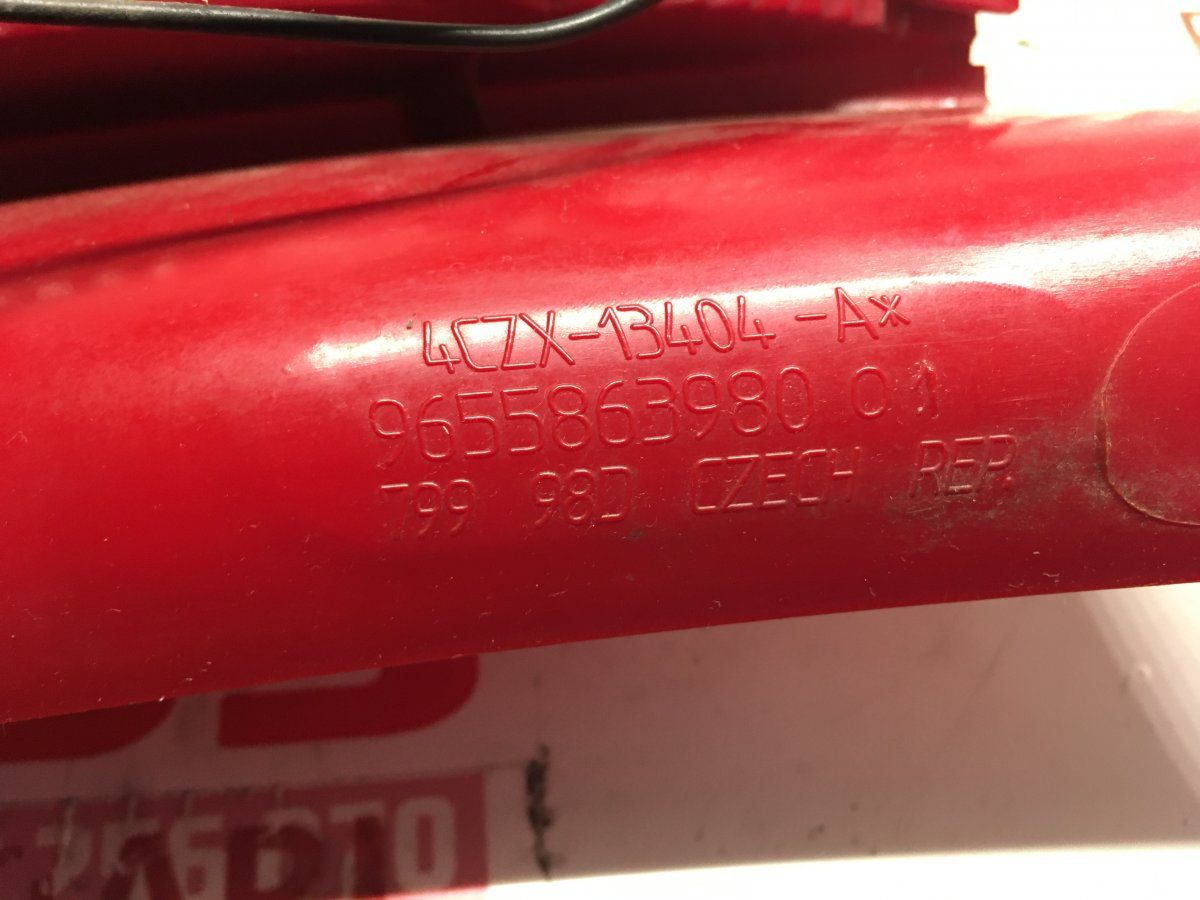 4CZX-13404-A*
9655863980 01
799 98D CZECH REP.